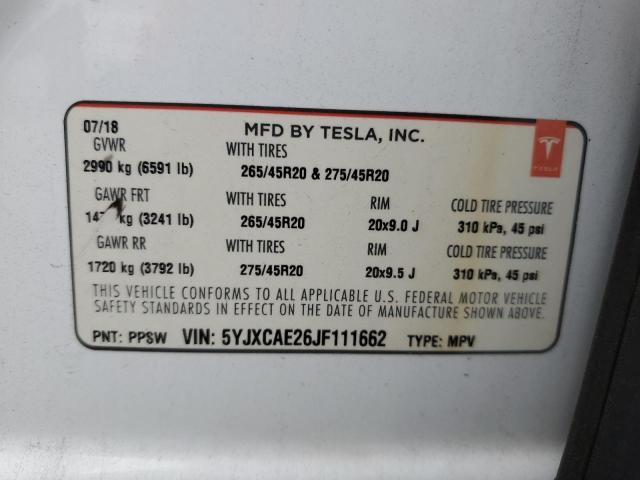 07/18
MFD BY TESLA, INC.
GVWR WITH TIRES
2990 kg (6591 lb) 265/45R20 & 275/45R20
TESLA
GAWR FRT WITH TIRES RIM COLD TIRE PRESSURE
kg (3241 lb) 265/45R20 20x9.0 J 310 kPa, 45 psi
GAWR RR WITH TIRES RIM COLD TIRE PRESSURE
1720 kg (3792 lb) 275/45R20 20x9.5 J 310 kPa, 45 psi
THIS VEHICLE CONFORMS TO ALL APPLICABLE U.S. FEDERAL MOTOR VEHICLE
SAFETY STANDARDS IN EFFECT ON THE DATE OF MANUFACTURE SHOWN ABOVE.
PNT: PPSW VIN: 5YJXCAE26JF111662 TYPE: MPV